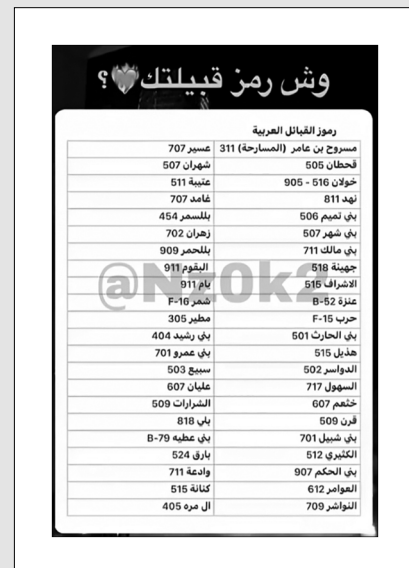 وش رمز قبيلتك❤️‍🔥؟
رموز القبائل العربية
مسروح بن عامر (المسارحة) 311 عسير 707
قحطان 505 شهران 507
خولان 516 - 905 عتيبة 511
نهد 811 غامد 707
بني تميم 506 بللسمر 454
بني شهر 507 زهران 702
بني مالك 711 بللحمر 909
جهينة 518 البقوم 911
الاشراف 515 يام 911
عنزة B-52 شمر F-16
حرب F-15 مطير 305
بني الحارث 501 بني رشيد 404
هذيل 515 بني عمرو 701
الدواسر 502 سبيع 503
السهول 717 عليان 607
خثعم 607 الشرارات 509
قرن 509 بلي 818
بني شبيل 701 بني عطيه B-79
الكثيري 512 بارق 524
بني الحكم 907 وادعة 711
العوامر 612 كنانة 515
النواشر 709 ال مره 405
@Nz0k2